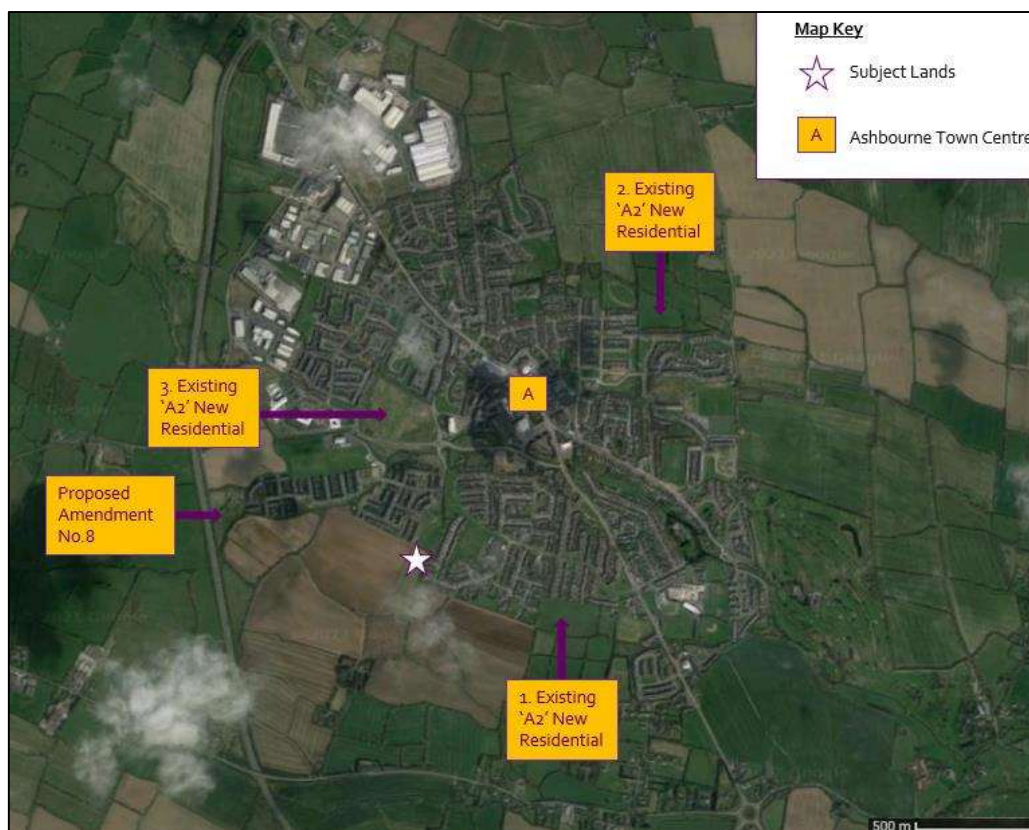 Map Key
Subject Lands
A
Ashbourne Town Centre
2. Existing
‘A2’ New
Residential
A
3. Existing
‘A2’ New
Residential
Proposed
Amendment
No.8
1. Existing
‘A2’ New
Residential
500 m